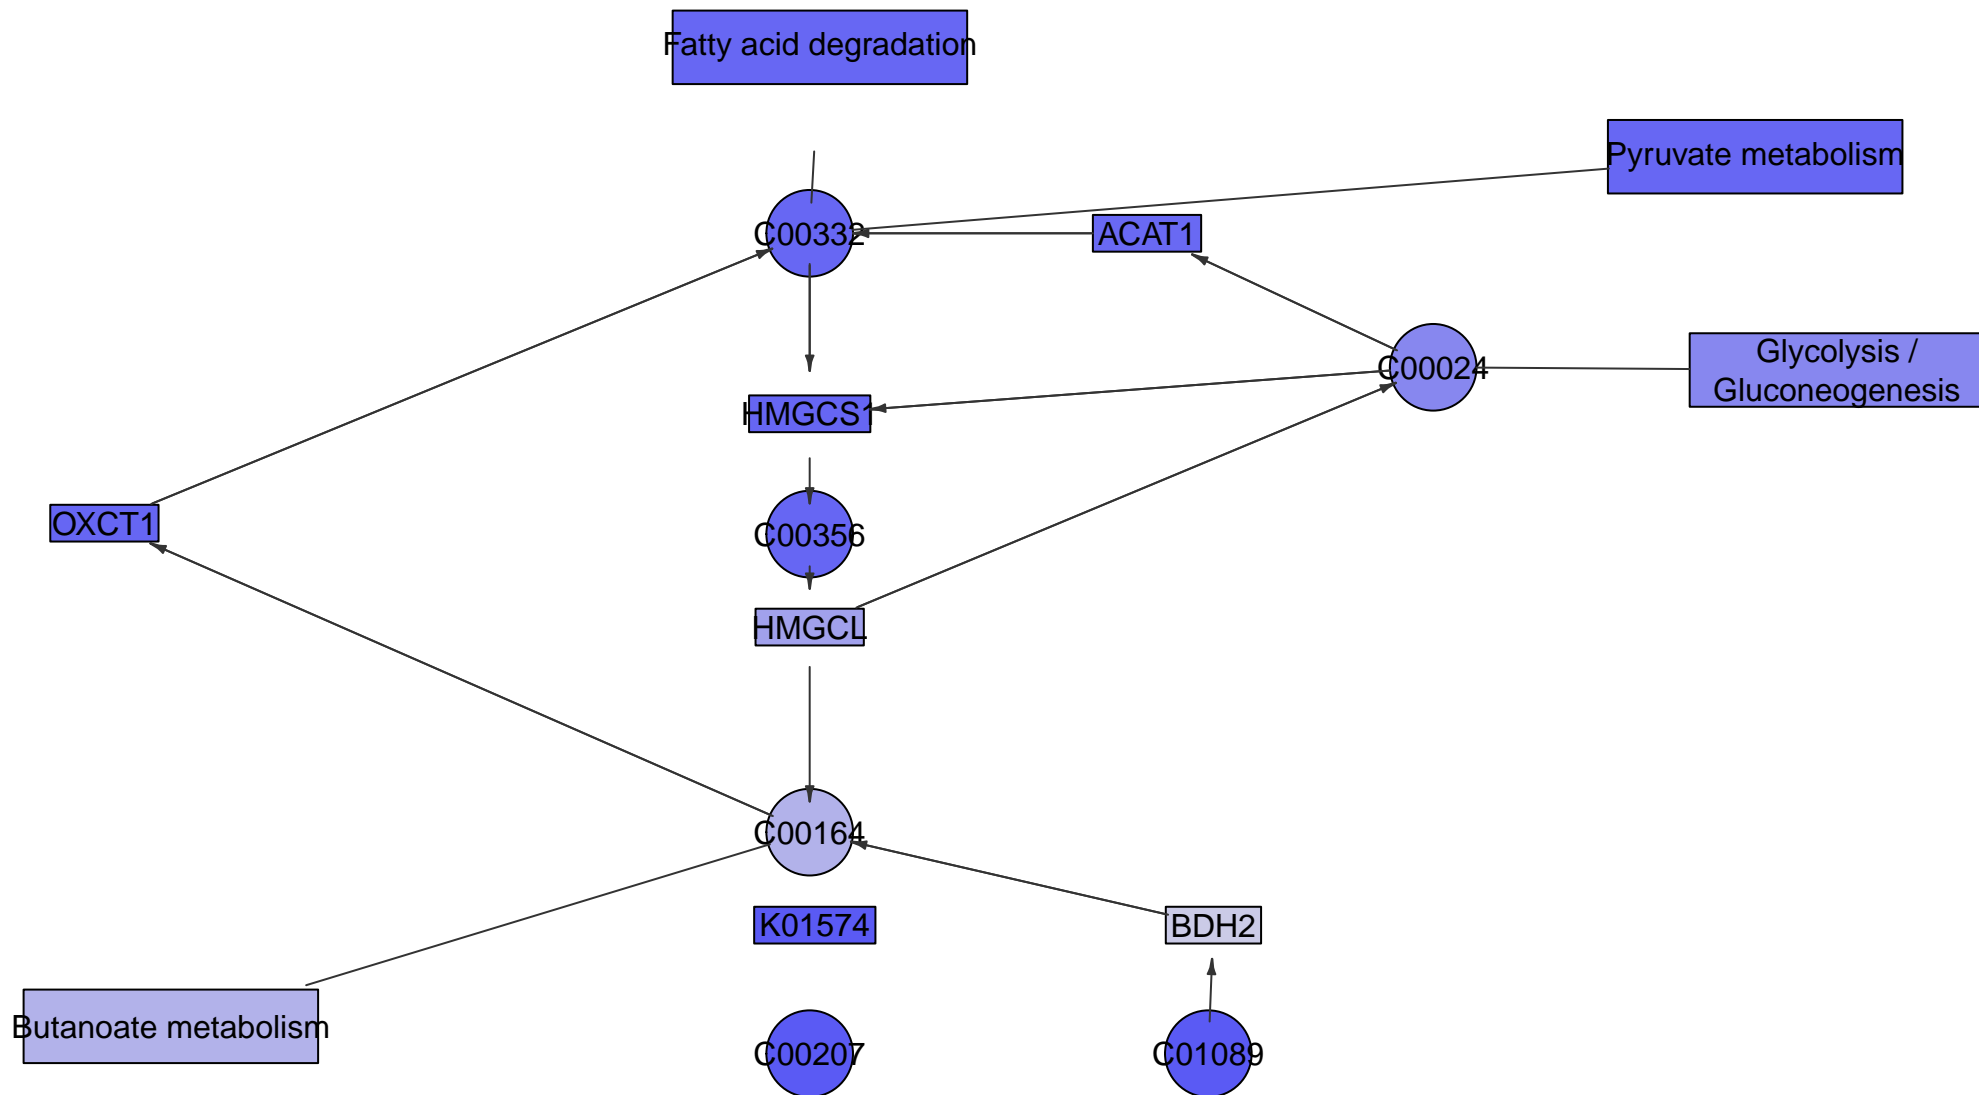 Fatty acid degradation
Pyruvate metabolism
C00332
ACAT1
Glycolysis /
Gluconeogenesis
C00024
HMGCS1
OXCT1
C00356
HMGCL
C00164
K01574
BDH2
Butanoate metabolism
C00207
C01089